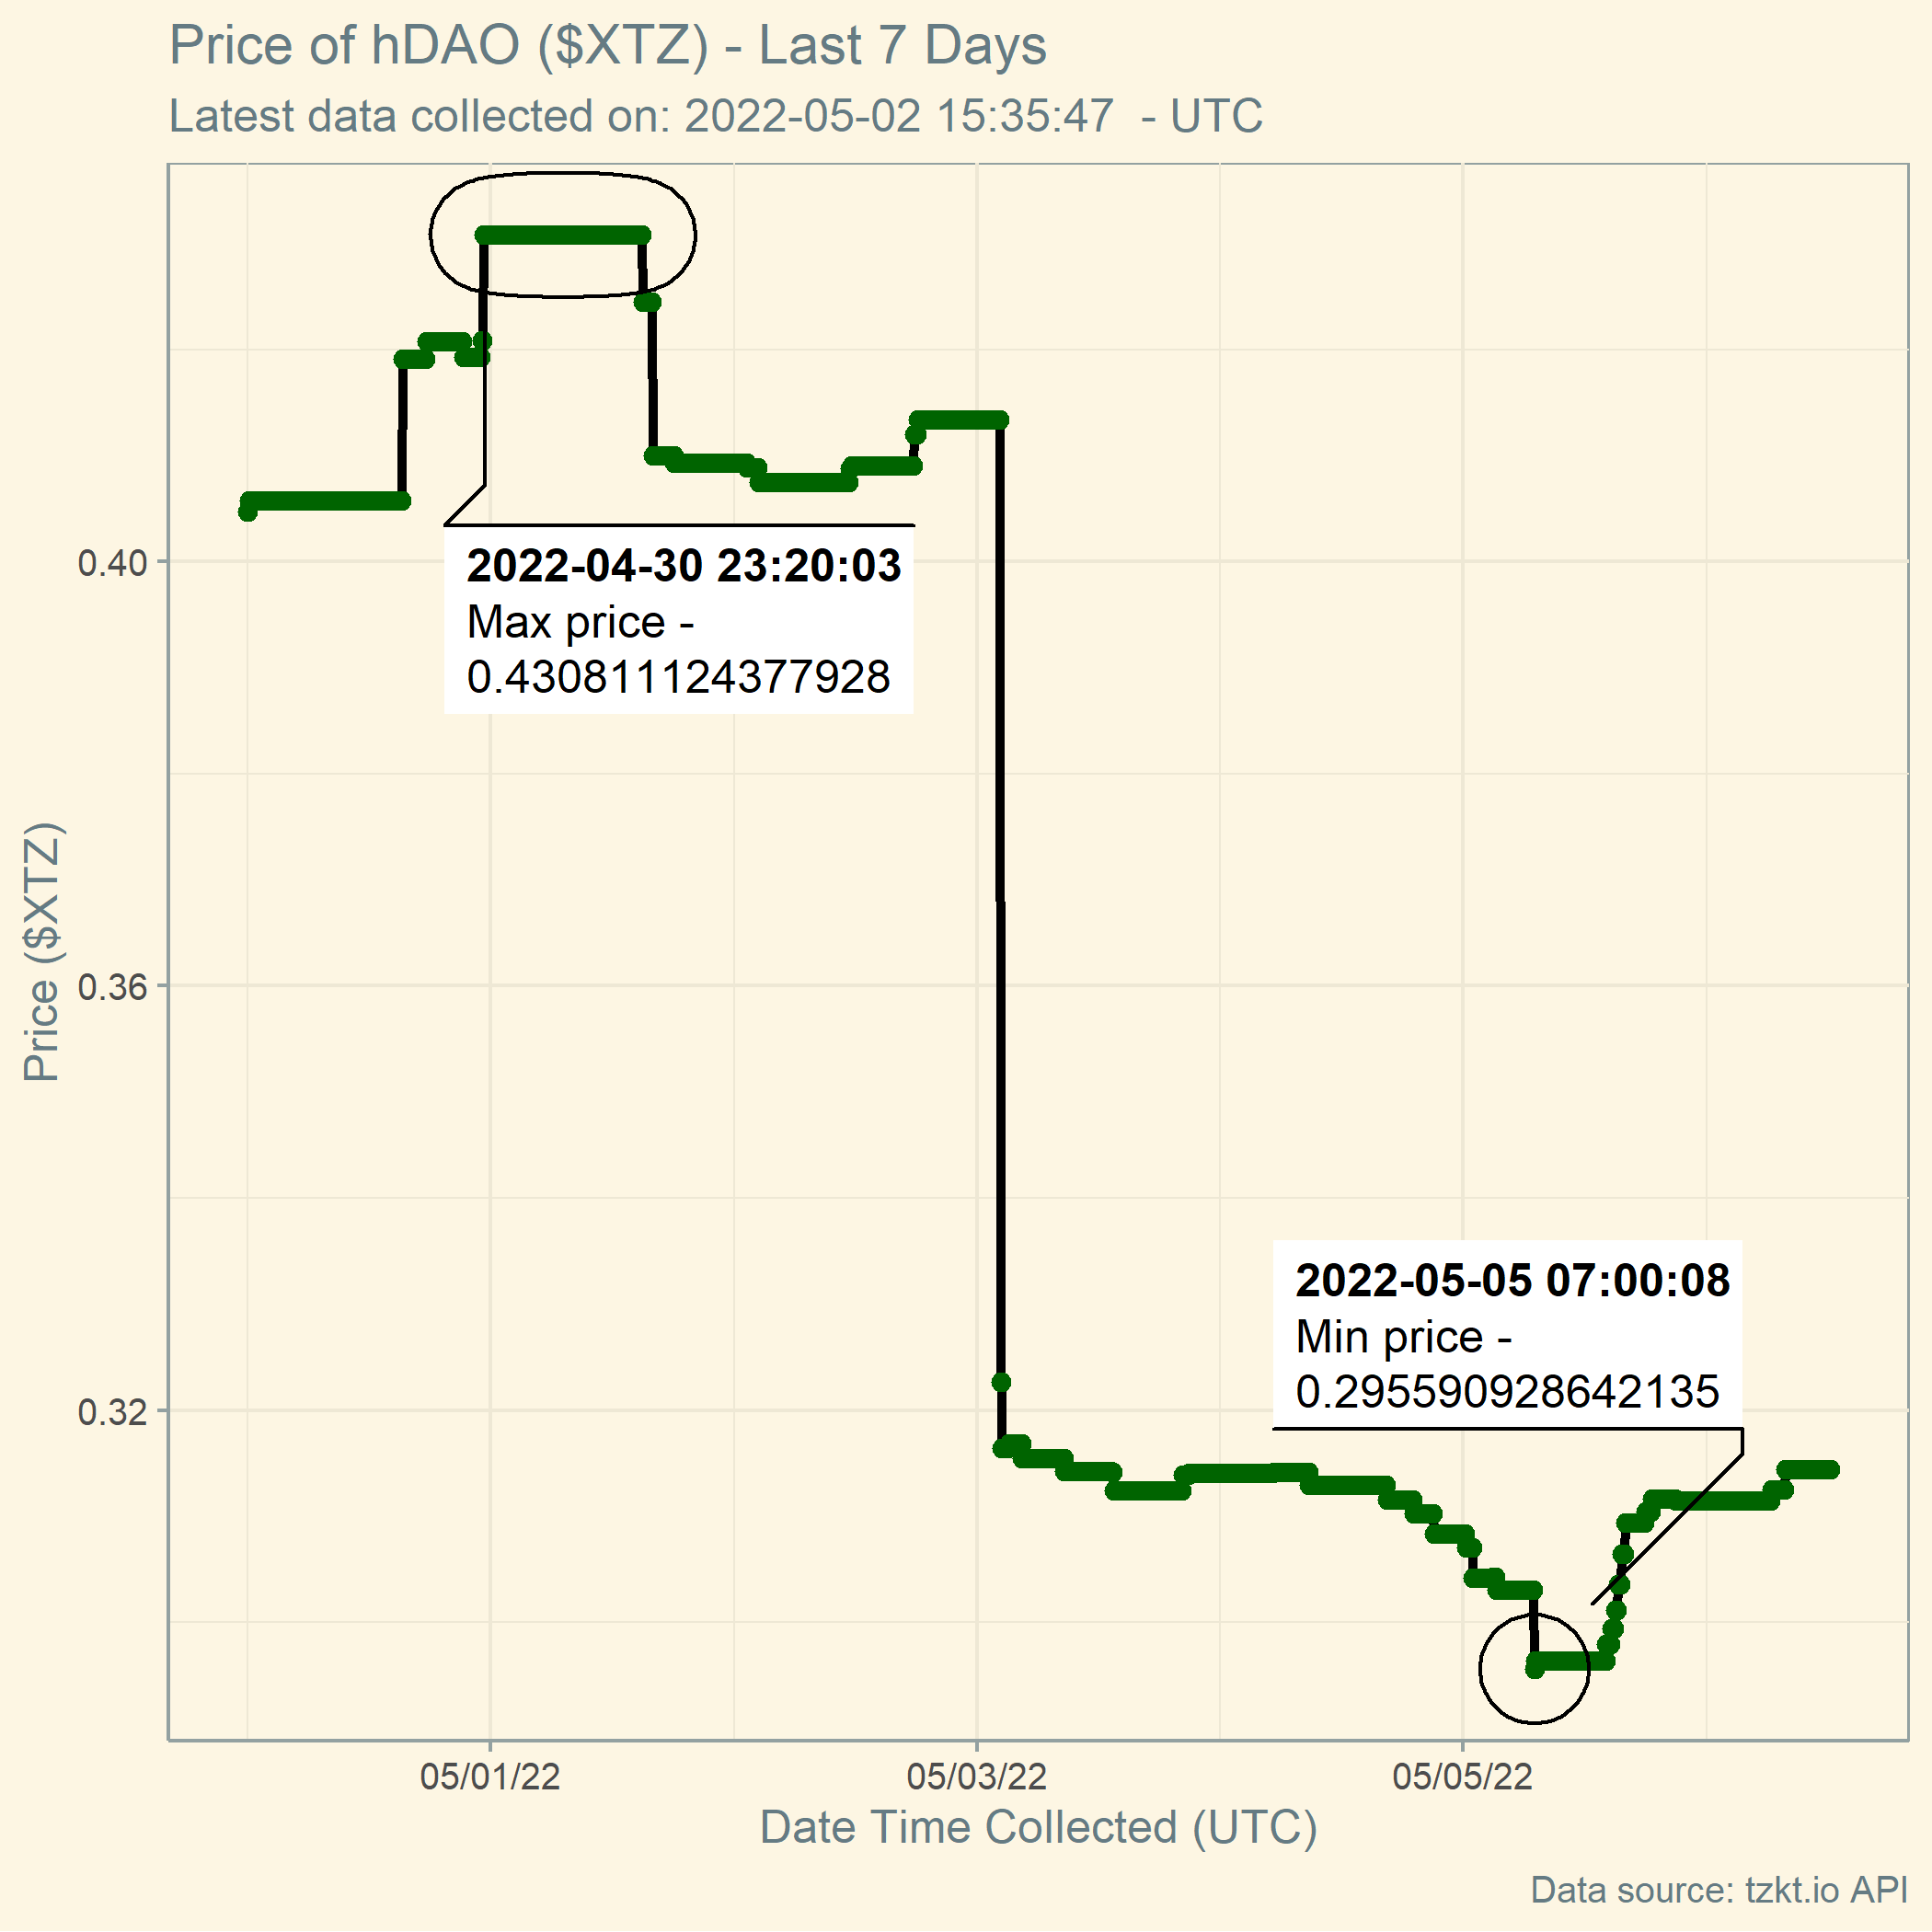 Price of hDAO ($XTZ) - Last 7 Days
Latest data collected on: 2022-05-02 15:35:47  - UTC
Price ($XTZ)
0.40
0.36
0.32
2022-04-30 23:20:03
Max price -
0.430811124377928
2022-05-05 07:00:08
Min price -
0.295590928642135
05/01/22
05/03/22
05/05/22
Date Time Collected (UTC)
Data source: tzkt.io API